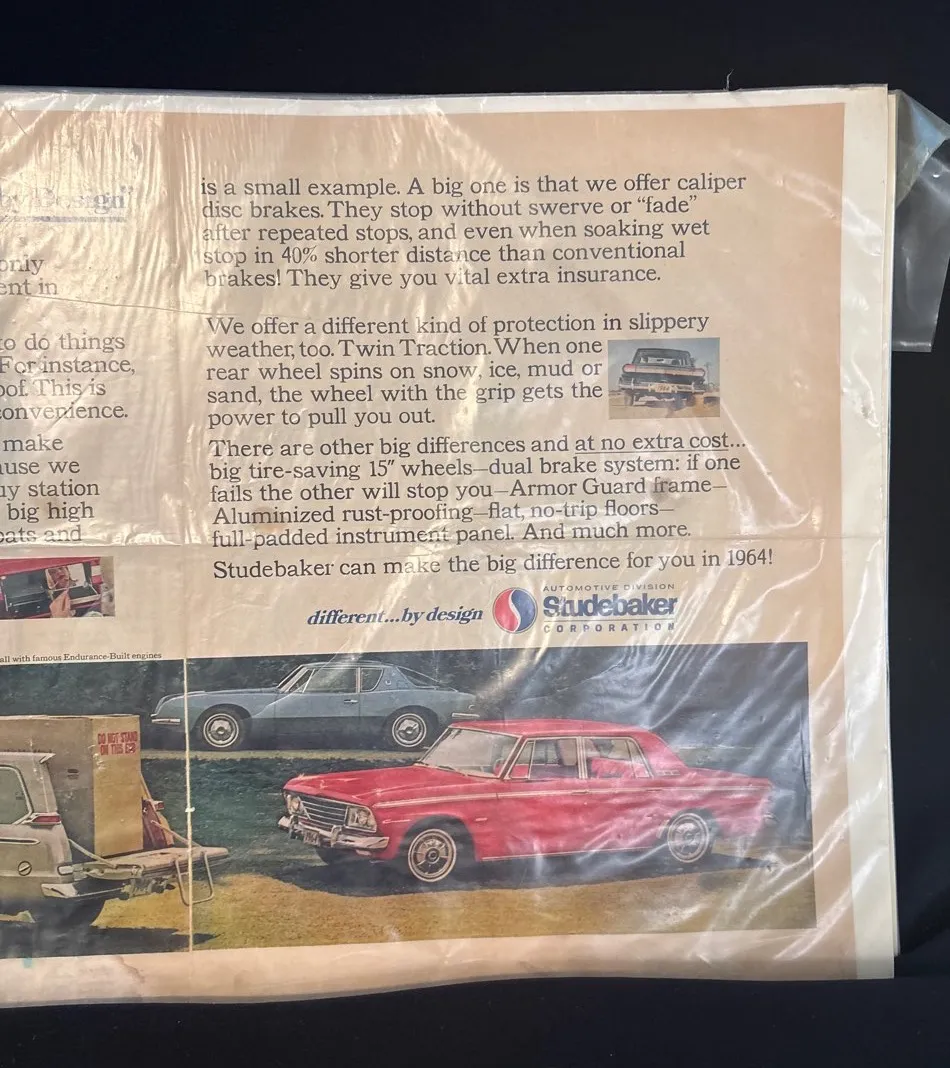 by Design"
only
ent in
to do things
For instance,
oof. This is
convenience.
make
ause we
ny station
big high
oats and
all with famous Endurance-Built engines
DO NOT STAND
ON THIS END
is a small example. A big one is that we offer caliper
disc brakes. They stop without swerve or “fade”
after repeated stops, and even when soaking wet
stop in 40% shorter distance than conventional
brakes! They give you vital extra insurance.
We offer a different kind of protection in slippery
weather, too. Twin Traction. When one
rear wheel spins on snow, ice, mud or
sand, the wheel with the grip gets the
power to pull you out.
There are other big differences and at no extra cost...
big tire-saving 15″ wheels—dual brake system: if one
fails the other will stop you—Armor Guard frame—
Aluminized rust-proofing—flat, no-trip floors—
full-padded instrument panel. And much more.
Studebaker can make the big difference for you in 1964!
different...by design
AUTOMOTIVE DIVISION
Studebaker
CORPORATION